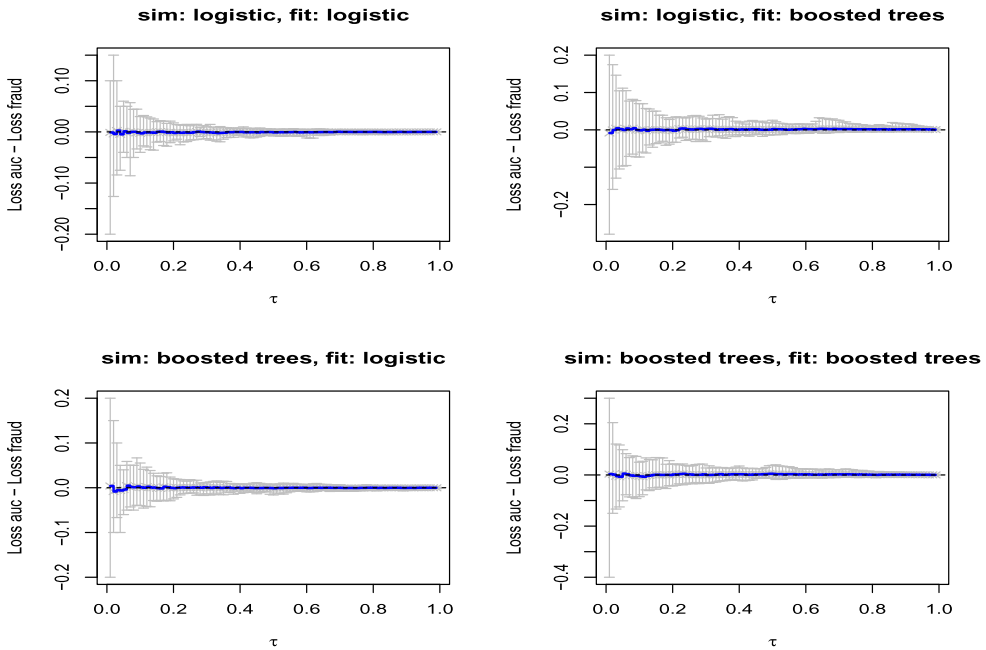 sim: logistic, fit: logistic
Loss auc − Loss fraud
0.10
0.00
−0.10
−0.20
0.0 0.2 0.4 0.6 0.8 1.0
τ
sim: logistic, fit: boosted trees
Loss auc − Loss fraud
0.2
0.0
−0.2
0.0 0.2 0.4 0.6 0.8 1.0
τ
sim: boosted trees, fit: logistic
Loss auc − Loss fraud
0.2
0.1
0.0
−0.1
−0.2
0.0 0.2 0.4 0.6 0.8 1.0
τ
sim: boosted trees, fit: boosted trees
Loss auc − Loss fraud
0.2
0.0
−0.2
−0.4
0.0 0.2 0.4 0.6 0.8 1.0
τ